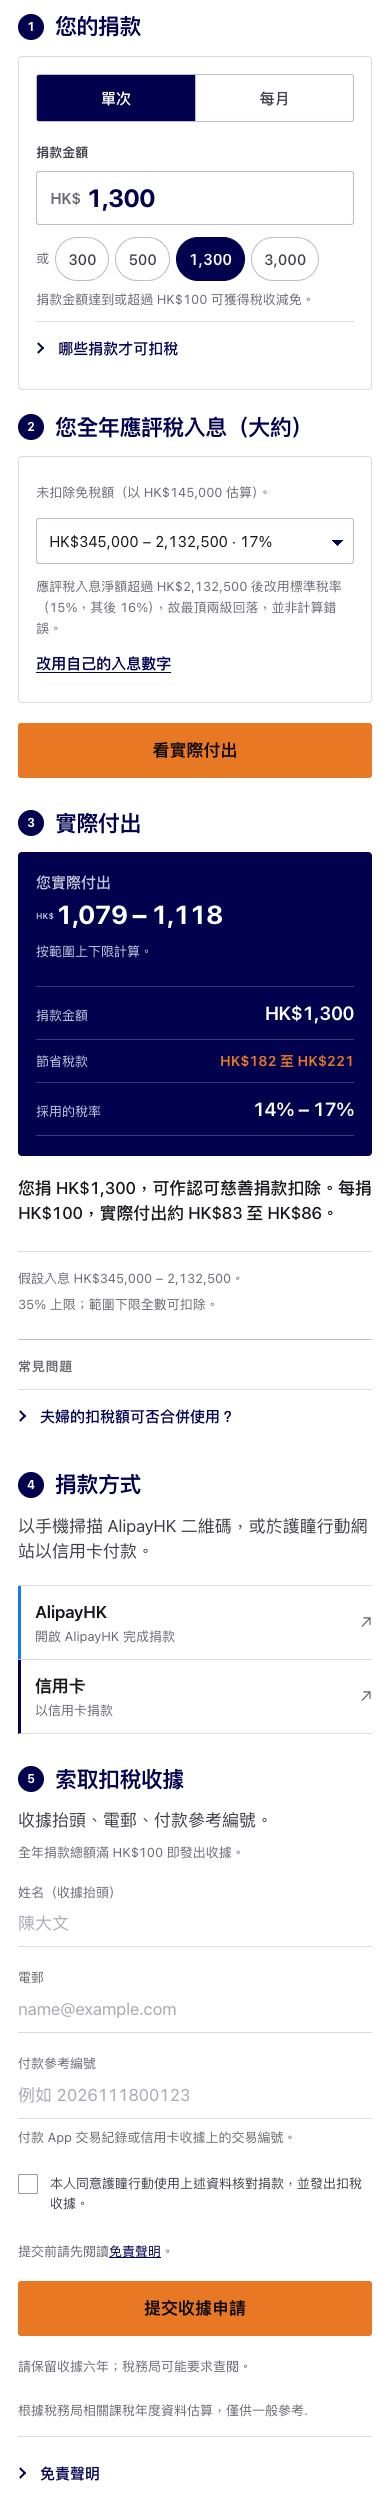 1 您的捐款
單次 每月
捐款金額
HK$ 1,300
或 300 500 1,300 3,000
捐款金額達到或超過 HK$100 可獲得稅收減免。
哪些捐款才可扣稅
2 您全年應評稅入息（大約）
未扣除免稅額（以 HK$145,000 估算）。
HK$345,000 – 2,132,500 · 17%
應評稅入息淨額超過 HK$2,132,500 後改用標準稅率
（15%，其後 16%），故最頂兩級回落，並非計算錯
誤。
改用自己的入息數字
看實際付出
3 實際付出
您實際付出
HK$ 1,079 – 1,118
按範圍上下限計算。
捐款金額 HK$1,300
節省稅款 HK$182 至 HK$221
採用的稅率 14% – 17%
您捐 HK$1,300，可作認可慈善捐款扣除。每捐
HK$100，實際付出約 HK$83 至 HK$86。
假設入息 HK$345,000 – 2,132,500。
35% 上限；範圍下限全數可扣除。
常見問題
夫婦的扣稅額可否合併使用？
4 捐款方式
以手機掃描 AlipayHK 二維碼，或於護瞳行動網
站以信用卡付款。
AlipayHK
開啟 AlipayHK 完成捐款
信用卡
以信用卡捐款
5 索取扣稅收據
收據抬頭、電郵、付款參考編號。
全年捐款總額滿 HK$100 即發出收據。
姓名（收據抬頭）
陳大文
電郵
name@example.com
付款參考編號
例如 2026111800123
付款 App 交易紀錄或信用卡收據上的交易編號。
本人同意護瞳行動使用上述資料核對捐款，並發出扣稅
收據。
提交前請先閱讀免責聲明。
提交收據申請
請保留收據六年；稅務局可能要求查閱。
根據稅務局相關課稅年度資料估算，僅供一般參考.
免責聲明